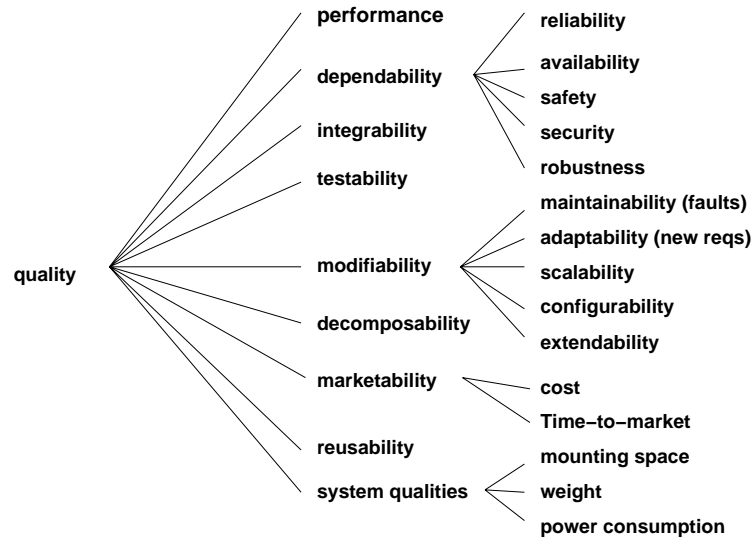 quality
performance
dependability
integrability
testability
modifiability
decomposability
marketability
reusability
system qualities
reliability
availability
safety
security
robustness
maintainability (faults)
adaptability (new reqs)
scalability
configurability
extendability
cost
Time−to−market
mounting space
weight
power consumption